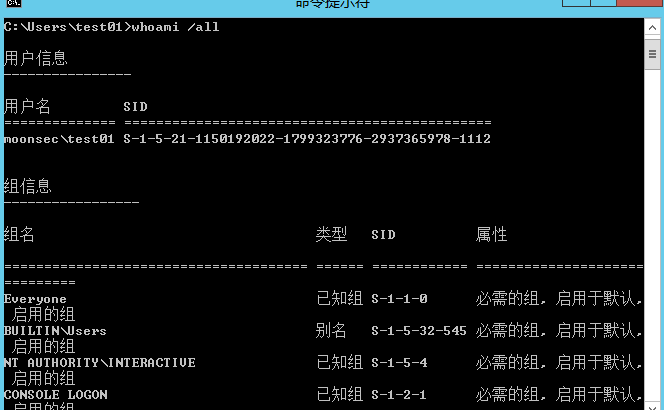 命令提示符
C:\Users\test01>whoami /all
用户信息
----------------
用户名 SID
============== ==============================================
moonsec\test01 S-1-5-21-1150192022-1799323776-2937365978-1112
组信息
-----------------
组名 类型 SID 属性
====================================== ====== ============ =====================
=========
Everyone 已知组 S-1-1-0 必需的组, 启用于默认,
启用的组
BUILTIN\Users 别名 S-1-5-32-545 必需的组, 启用于默认,
启用的组
NT AUTHORITY\INTERACTIVE 已知组 S-1-5-4 必需的组, 启用于默认,
启用的组
CONSOLE LOGON 已知组 S-1-2-1 必需的组, 启用于默认,
启用的组